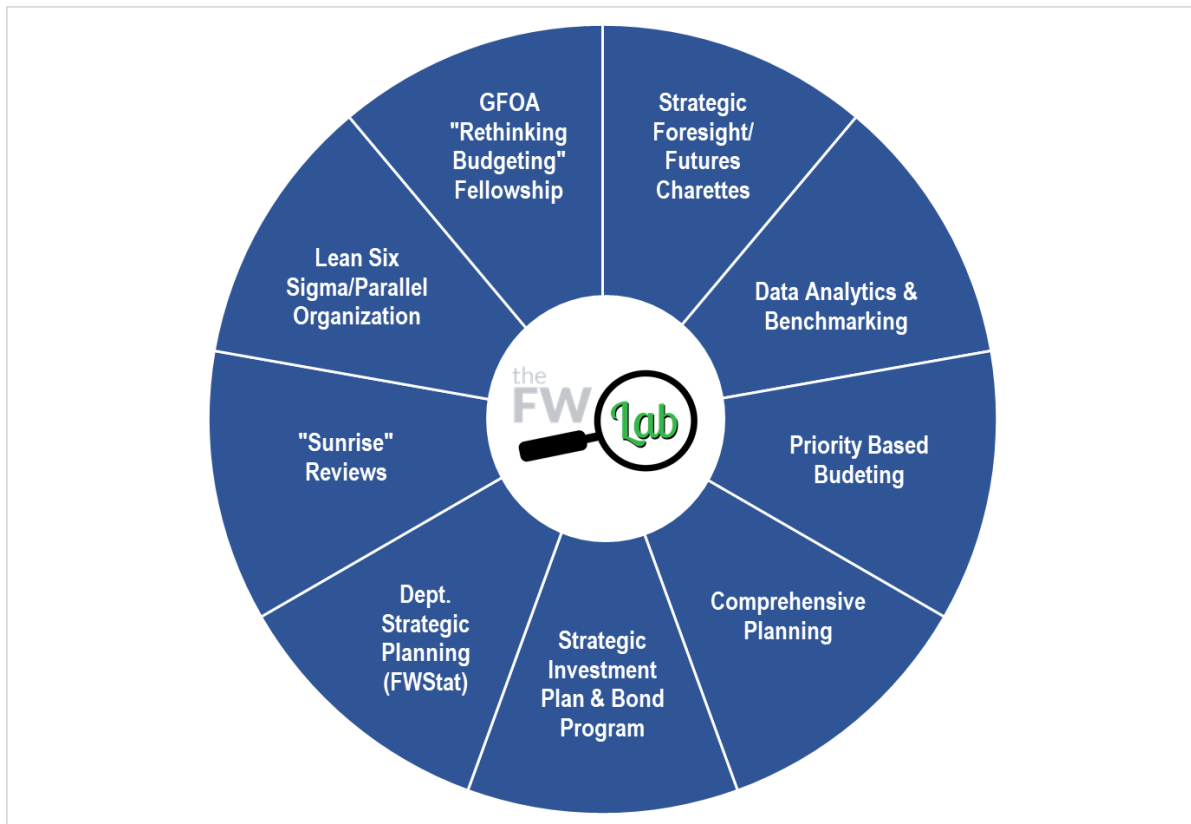 GFOA
"Rethinking
Budgeting"
Fellowship
Strategic
Foresight/
Futures
Charettes
Lean Six
Sigma/Parallel
Organization
Data Analytics &
Benchmarking
the
FW
Lab
"Sunrise"
Reviews
Priority Based
Budeting
Dept.
Strategic
Planning
(FWStat)
Strategic
Investment
Plan & Bond
Program
Comprehensive
Planning